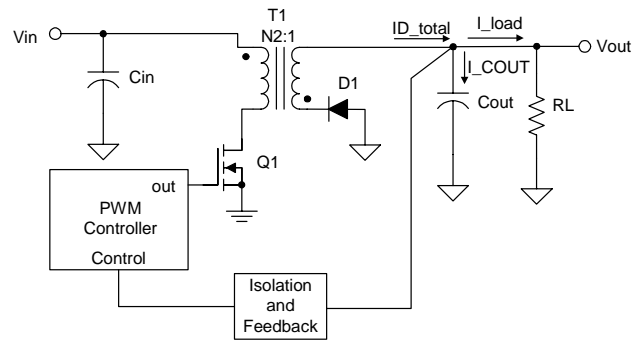 T1
N2:1
Vin
ID_total
I_load
Vout
I_COUT
Cin
D1
Cout
RL
Q1
out
PWM
Controller
Control
Isolation
and
Feedback